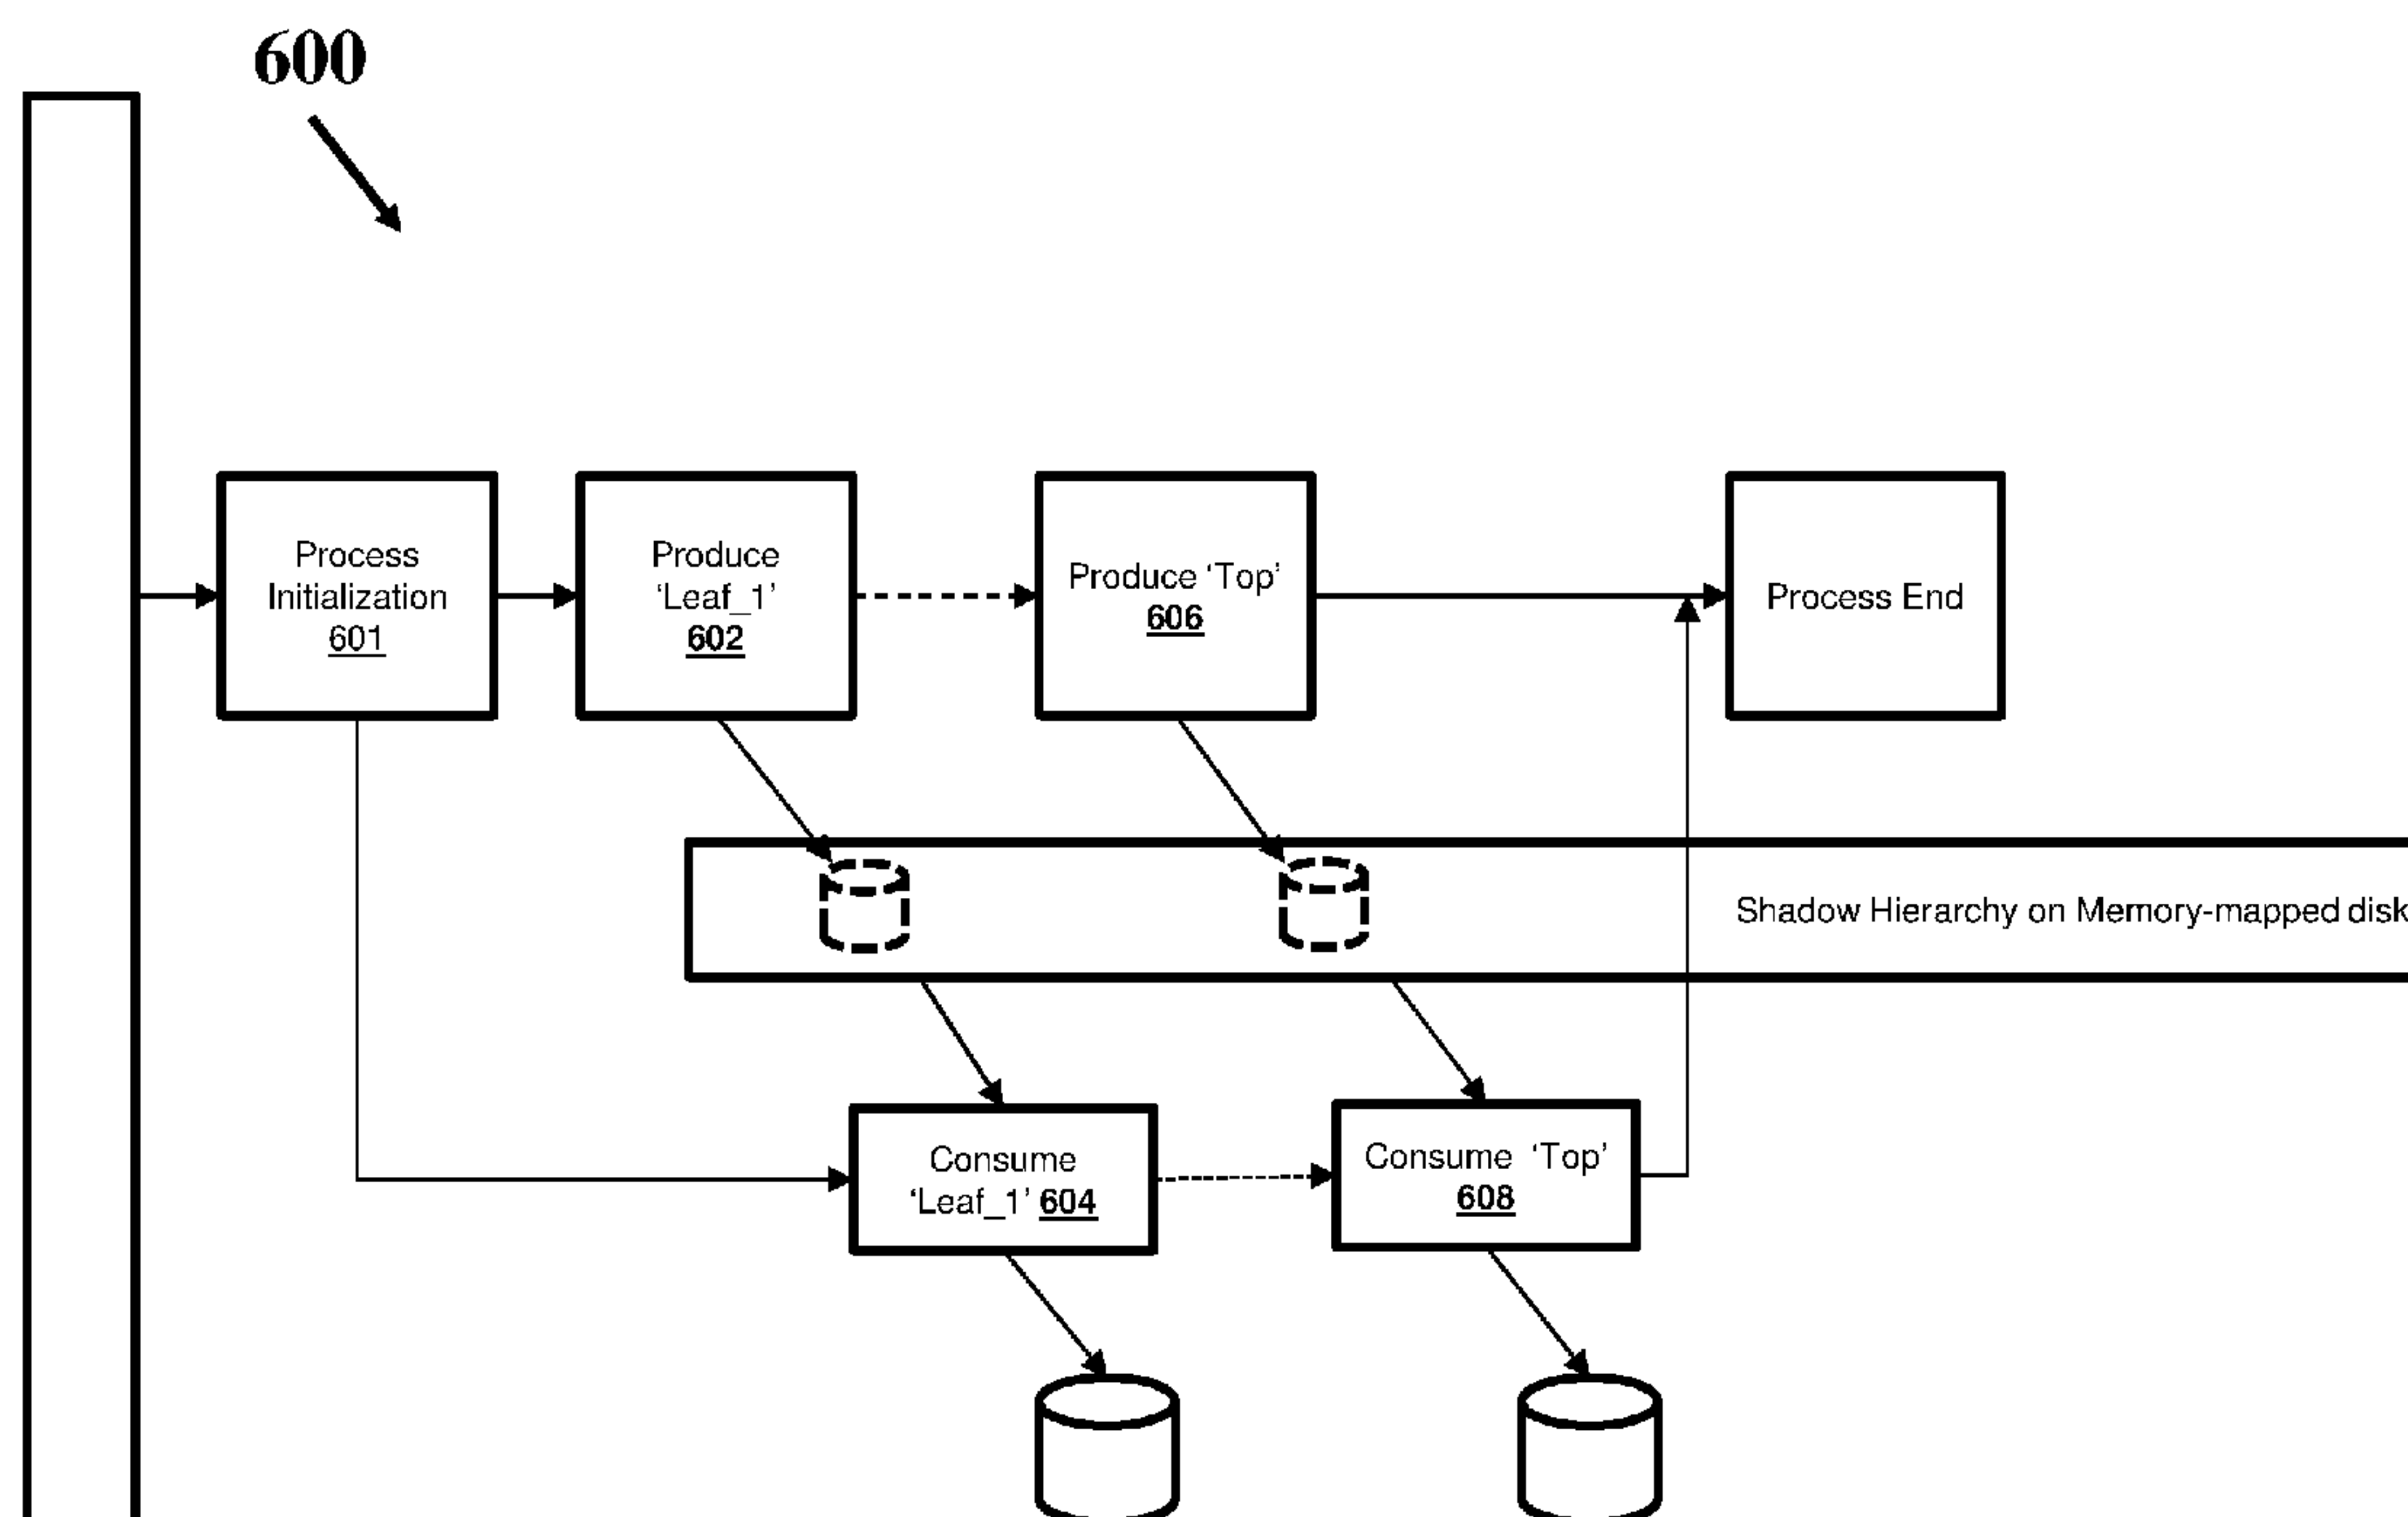 600
Process
Initialization
601
Produce
‘Leaf_1’
602
Produce ‘Top’
606
Process End
Shadow Hierarchy on Memory-mapped disk
Consume
‘Leaf_1’ 604
Consume ‘Top’
608